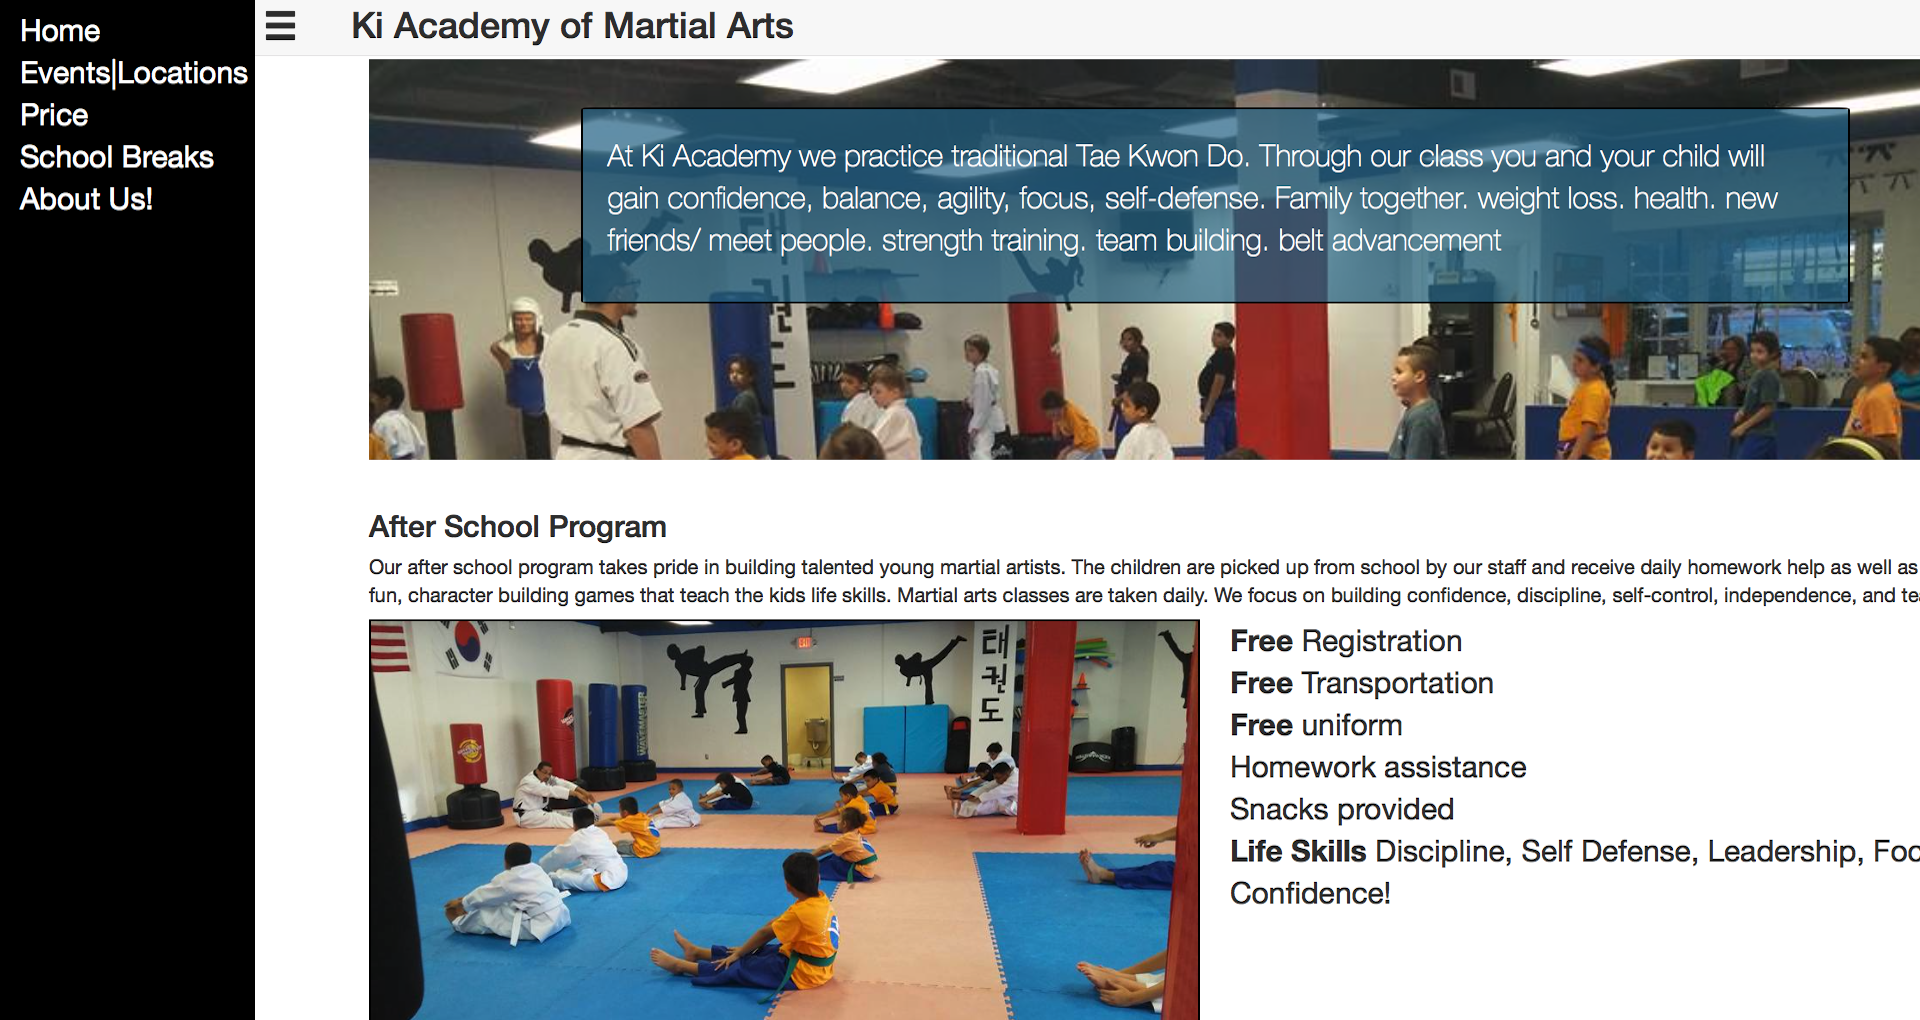 Home
Events|Locations
Price
School Breaks
About Us!
Ki Academy of Martial Arts
At Ki Academy we practice traditional Tae Kwon Do. Through our class you and your child will
gain confidence, balance, agility, focus, self-defense. Family together. weight loss. health. new
friends/ meet people. strength training. team building. belt advancement
After School Program
Our after school program takes pride in building talented young martial artists. The children are picked up from school by our staff and receive daily homework help as well as
fun, character building games that teach the kids life skills. Martial arts classes are taken daily. We focus on building confidence, discipline, self-control, independence, and te
EXIT
태
권
도
WAVEMASTER
Free Registration
Free Transportation
Free uniform
Homework assistance
Snacks provided
Life Skills Discipline, Self Defense, Leadership, Foc
Confidence!